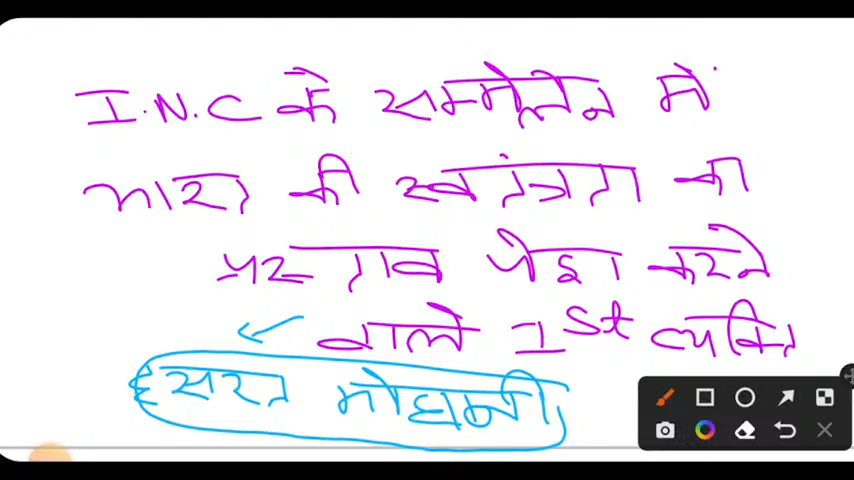 I.N.C के सम्मेलन में
भारत की स्वतंत्रता का
प्रस्ताव पेश करने
वाले 1st व्यक्ति
हसरत मोहानी